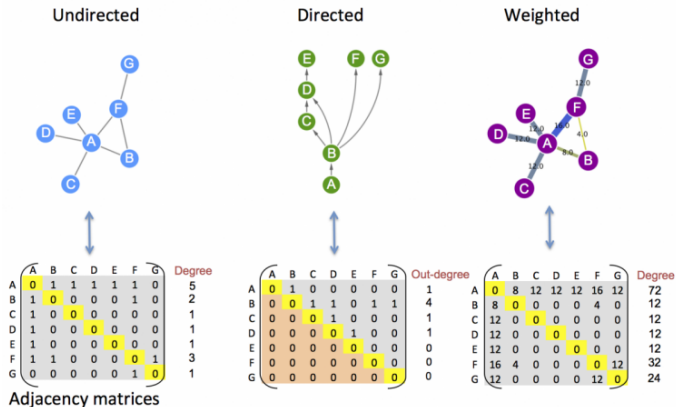 Undirected
G
F
E
D
A
B
C
Directed
E
F
G
D
C
B
A
Weighted
G
12.0
F
E
16.0
D
12.0
12.0
A
4.0
8.0
B
12.0
C
A B C D E F G Degree
A 0 1 1 1 1 1 0 5
B 1 0 0 0 0 1 0 2
C 1 0 0 0 0 0 0 1
D 1 0 0 0 0 0 0 1
E 1 0 0 0 0 0 0 1
F 1 1 0 0 0 0 1 3
G 0 0 0 0 0 1 0 1
Adjacency matrices
A B C D E F G Out-degree
A 0 1 0 0 0 0 0 1
B 0 0 1 1 0 1 1 4
C 0 0 0 1 0 0 0 1
D 0 0 0 0 1 0 0 1
E 0 0 0 0 0 0 0 0
F 0 0 0 0 0 0 0 0
G 0 0 0 0 0 0 0 0
A B C D E F G Degree
A 0 8 12 12 12 16 12 72
B 8 0 0 0 0 4 0 12
C 12 0 0 0 0 0 0 12
D 12 0 0 0 0 0 0 12
E 12 0 0 0 0 0 0 12
F 16 4 0 0 0 0 12 32
G 12 0 0 0 0 12 0 24